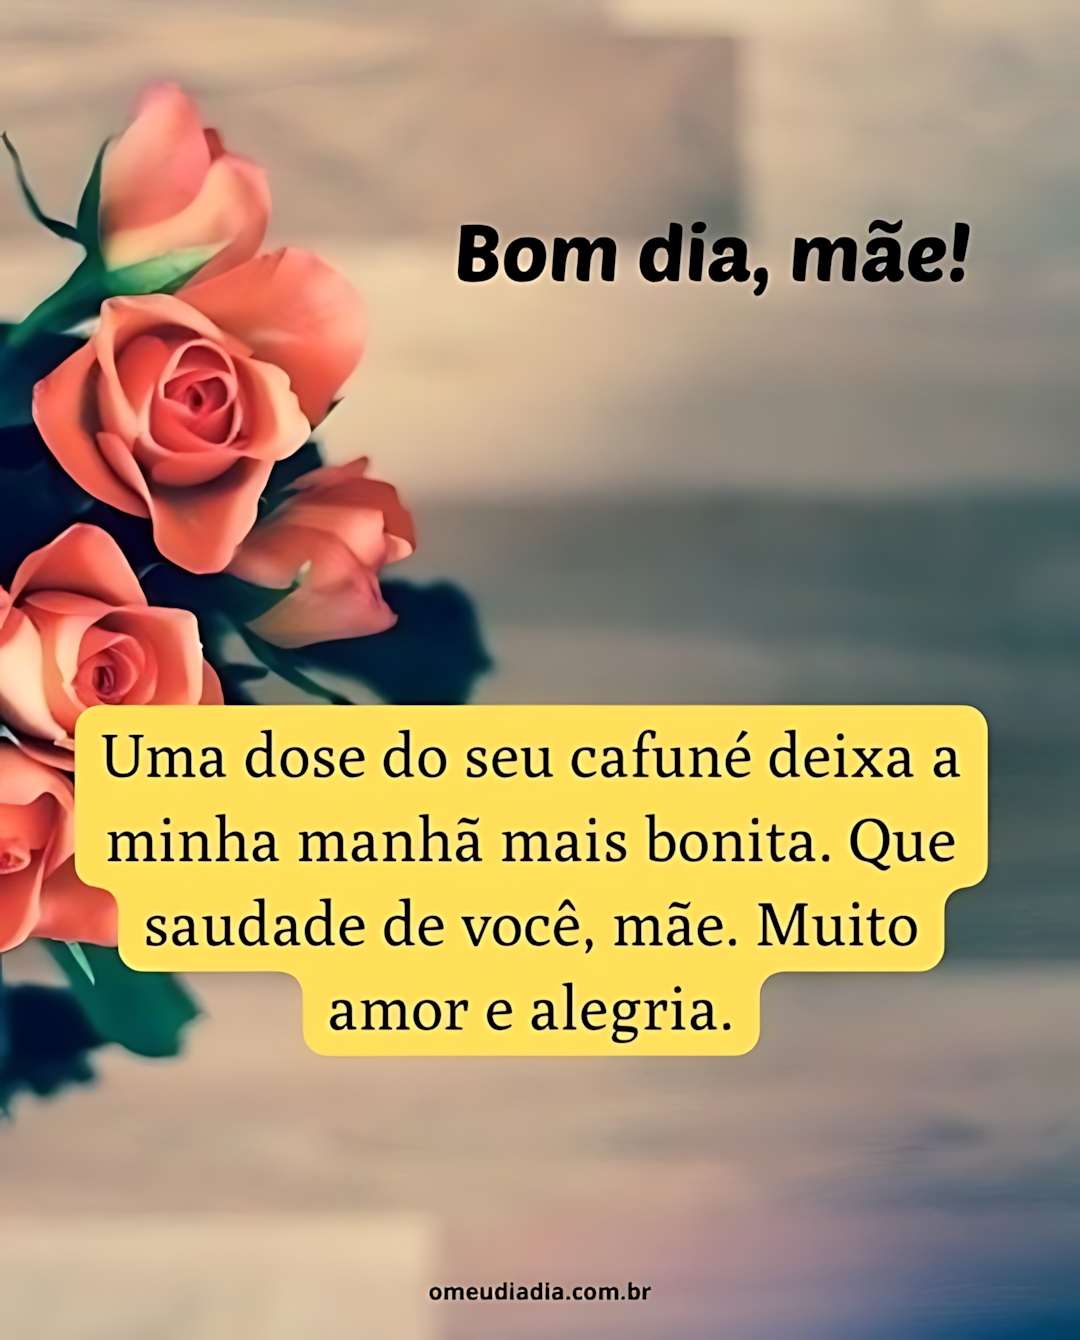 Bom dia, mãe!
Uma dose do seu cafuné deixa a
minha manhã mais bonita. Que
saudade de você, mãe. Muito
amor e alegria.
omeudiadia.com.br